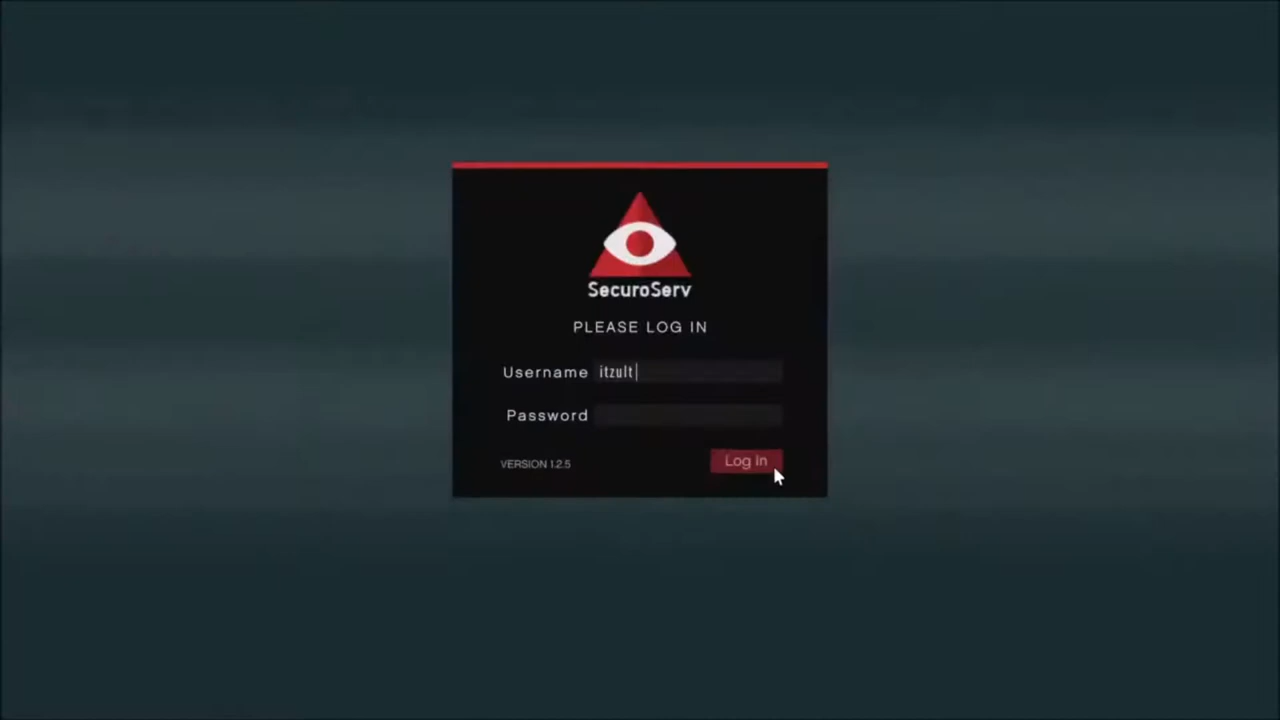 SecuroServ
PLEASE LOG IN
Username itzult
Password
VERSION 1.2.5 Log in